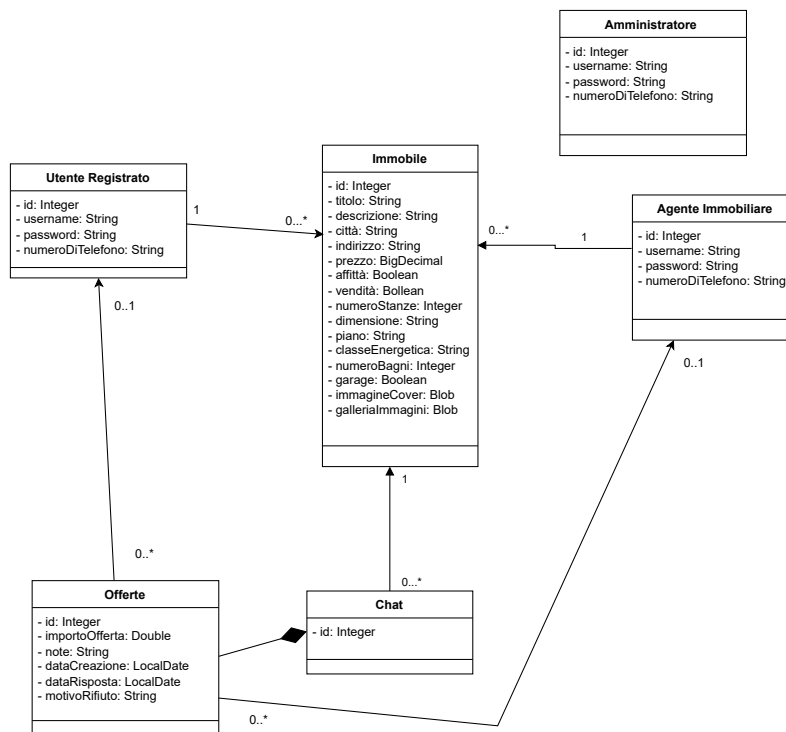 Amministratore
- id: Integer
- username: String
- password: String
- numeroDiTelefono: String
Utente Registrato
- id: Integer
- username: String
- password: String
- numeroDiTelefono: String
1
0...*
Immobile
- id: Integer
- titolo: String
- descrizione: String
- città: String
- indirizzo: String
- prezzo: BigDecimal
- affittà: Boolean
- vendità: Bollean
- numeroStanze: Integer
- dimensione: String
- piano: String
- classeEnergetica: String
- numeroBagni: Integer
- garage: Boolean
- immagineCover: Blob
- galleriaImmagini: Blob
0...*
1
Agente Immobiliare
- id: Integer
- username: String
- password: String
- numeroDiTelefono: String
0..1
0..1
1
0..*
0...*
Offerte
- id: Integer
- importoOfferta: Double
- note: String
- dataCreazione: LocalDate
- dataRisposta: LocalDate
- motivoRifiuto: String
Chat
- id: Integer
0..*